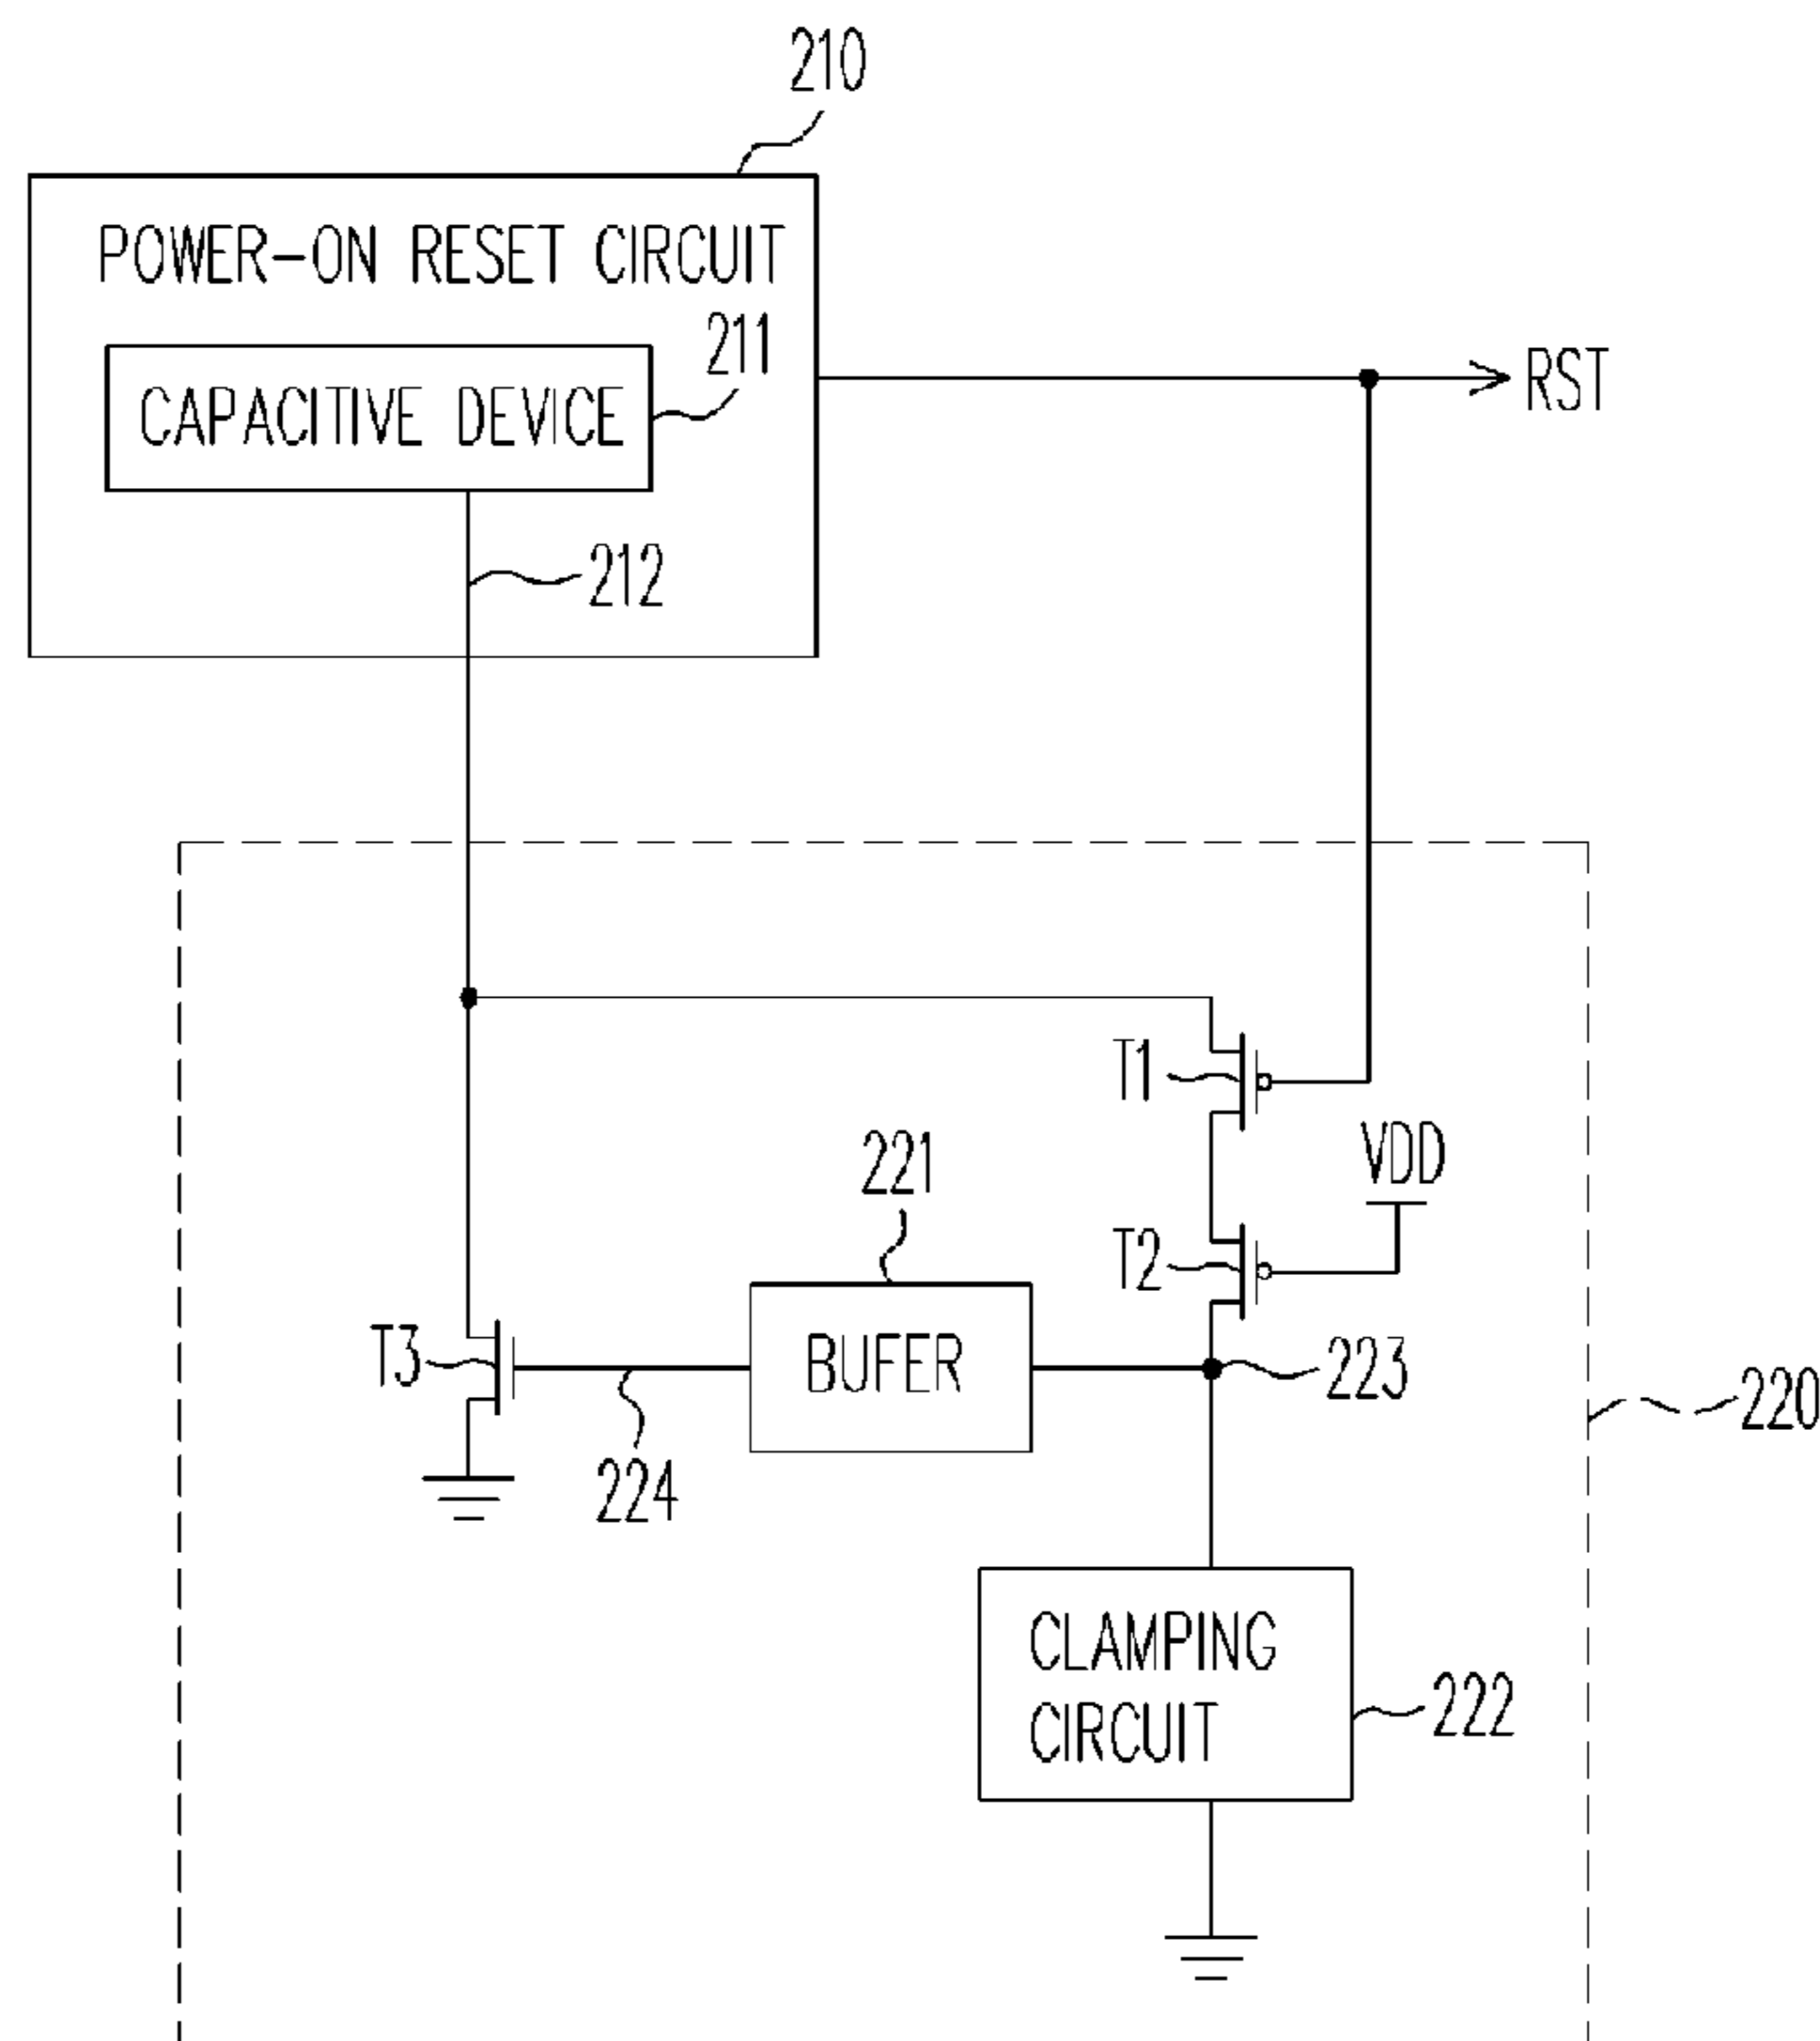 210
POWER-ON RESET CIRCUIT
211
CAPACITIVE DEVICE
RST
212
T1
VDD
221
T2
T3
BUFER
223
220
224
CLAMPING
CIRCUIT
222